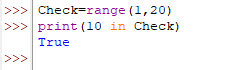 >>> Check=range(1,20)
>>> print(10 in Check)
True
>>>